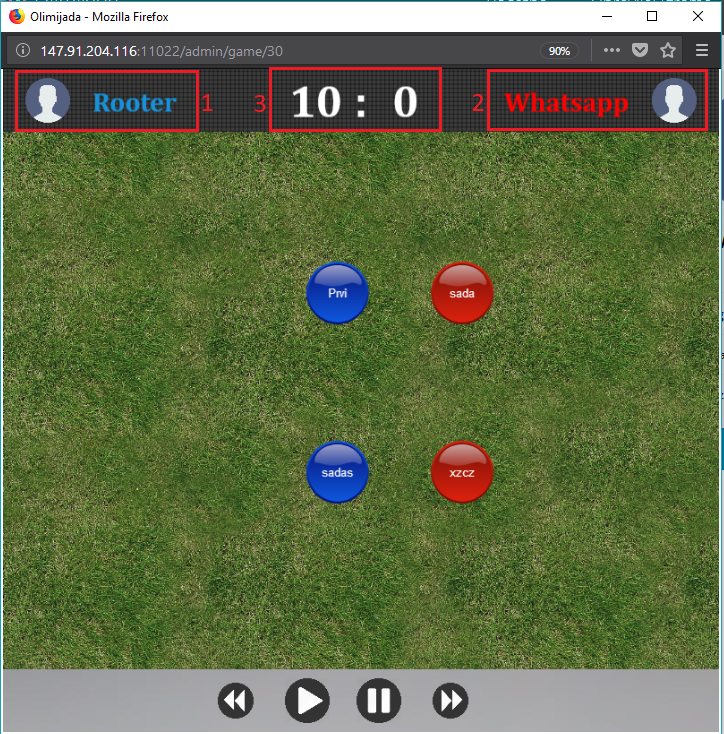 Olimijada - Mozilla Firefox
147.91.204.116:11022/admin/game/30
90%
Rooter 1 3 10 : 0 2 Whatsapp
Prvi sada
sadas xzcz